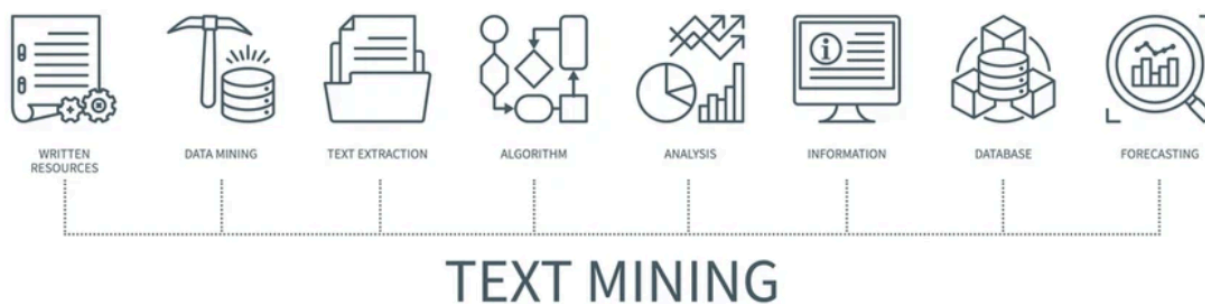 WRITTEN
RESOURCES
DATA MINING
TEXT EXTRACTION
ALGORITHM
ANALYSIS
INFORMATION
DATABASE
FORECASTING
TEXT MINING